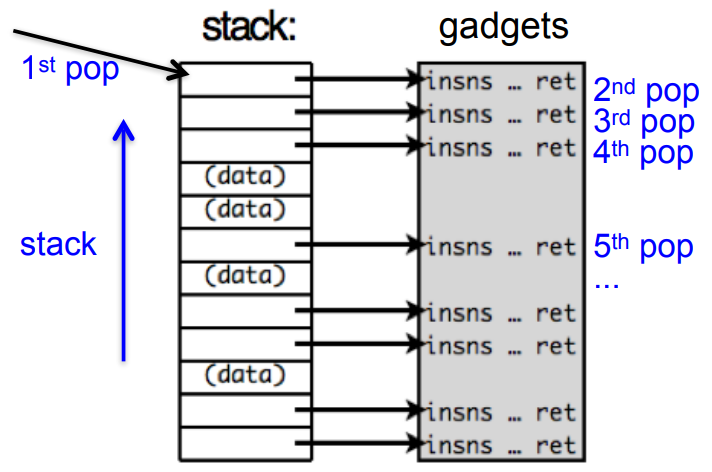 stack: gadgets
1st pop
insns … ret 2nd pop
insns … ret 3rd pop
insns … ret 4th pop
(data)
(data)
stack insns … ret 5th pop
(data) ...
insns … ret
insns … ret
(data)
insns … ret
insns … ret